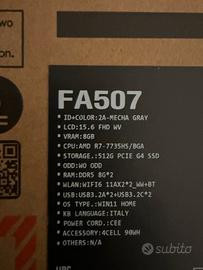 two
on.
FA507
* ID+COLOR:2A-MECHA GRAY
* LCD:15.6 FHD WV
* VRAM:8GB
* CPU:AMD R7-7735HS/BGA
* STORAGE.:512G PCIE G4 SSD
* ODD:WO ODD
* RAM:DDR5 8G*2
* WLAN:WIFI6 11AX2*2_WW+BT
* USB:USB3.2A*2+USB3.2C*2
* OS TYPE.:WIN11 HOME
* KB LANGUAGE:ITALY
* POWER CORD:CEE
* ACCESSORY:4CELL 90WH
* OTHERS:N/A
subito